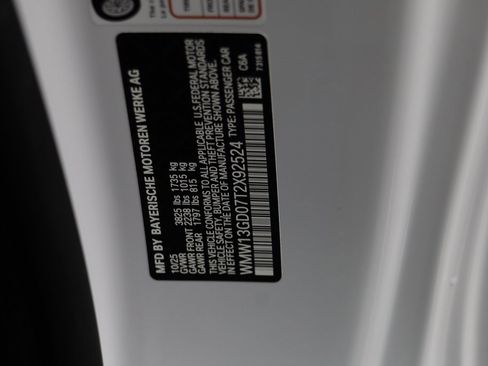 MFD BY BAYERISCHE MOTOREN WERKE AG
10/25
GVWR 3825 lbs 1735 kg
GAWR FRONT 2238 lbs 1015 kg
GAWR REAR 1797 lbs 815 kg
THIS VEHICLE CONFORMS TO ALL APPLICABLE U.S.FEDERAL MOTOR
VEHICLE SAFETY, BUMPER AND THEFT PREVENTION STANDARDS
IN EFFECT ON THE DATE OF MANUFACTURE SHOWN ABOVE.
WMW13GD07T2X92524 TYPE: PASSENGER CAR
C5A